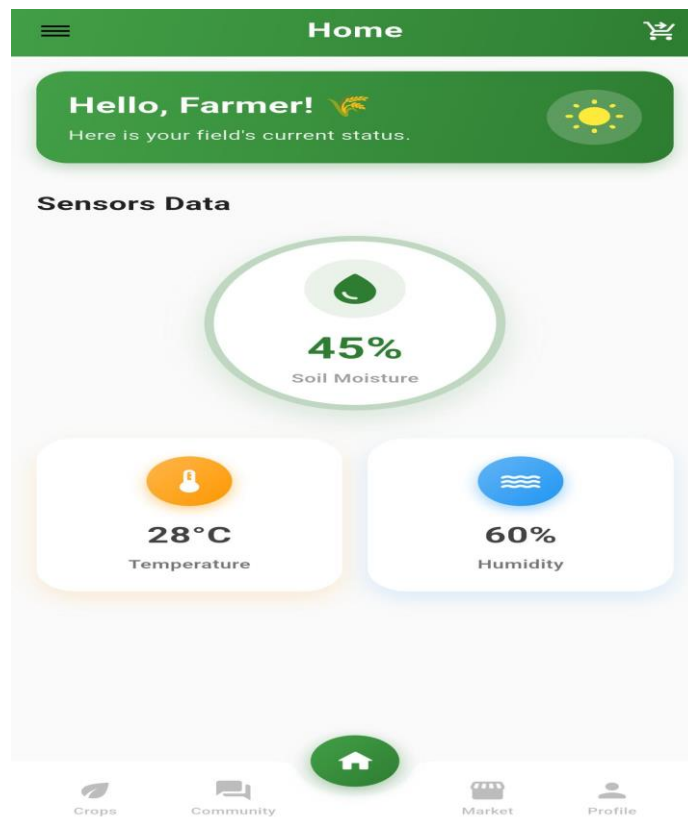 Home
Hello, Farmer! 🌾
Here is your field's current status.
Sensors Data
45%
Soil Moisture
28°C
Temperature
60%
Humidity
Crops
Community
Market
Profile